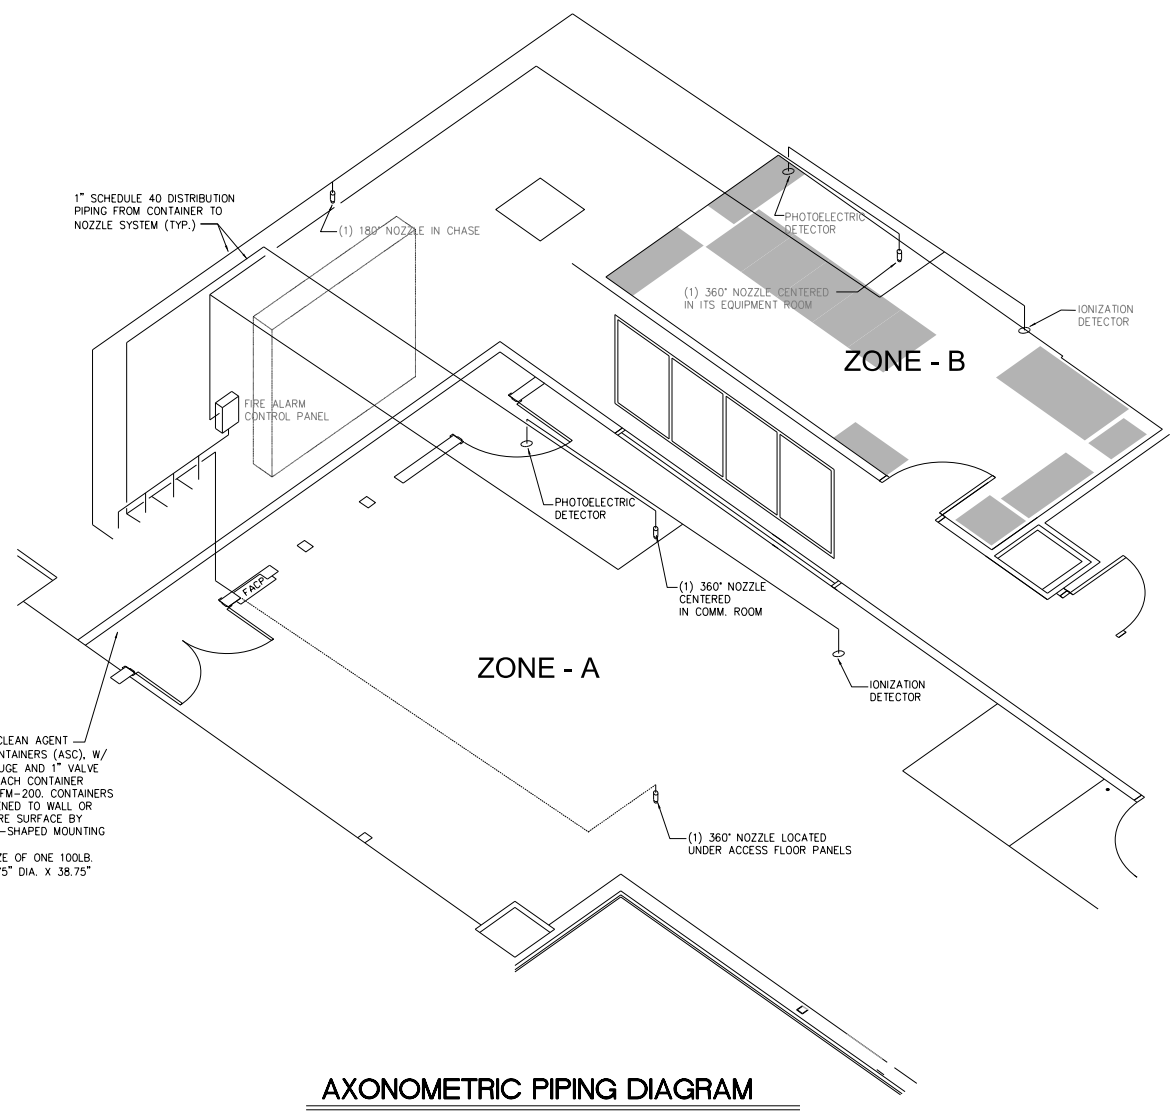 1" SCHEDULE 40 DISTRIBUTION
PIPING FROM CONTAINER TO
NOZZLE SYSTEM (TYP.)
(1) 180° NOZZLE IN CHASE
PHOTOELECTRIC
DETECTOR
(1) 360° NOZZLE CENTERED
IN ITS EQUIPMENT ROOM
IONIZATION
DETECTOR
ZONE - B
FIRE ALARM
CONTROL PANEL
PHOTOELECTRIC
DETECTOR
(1) 360° NOZZLE
CENTERED
IN COMM. ROOM
FACP
ZONE - A
IONIZATION
DETECTOR
CLEAN AGENT
NTAINERS (ASC), W/
UGE AND 1" VALVE
ACH CONTAINER
FM-200. CONTAINERS
ENED TO WALL OR
RE SURFACE BY
-SHAPED MOUNTING
ZE OF ONE 100LB.
75" DIA. X 38.75"
(1) 360° NOZZLE LOCATED
UNDER ACCESS FLOOR PANELS
AXONOMETRIC PIPING DIAGRAM